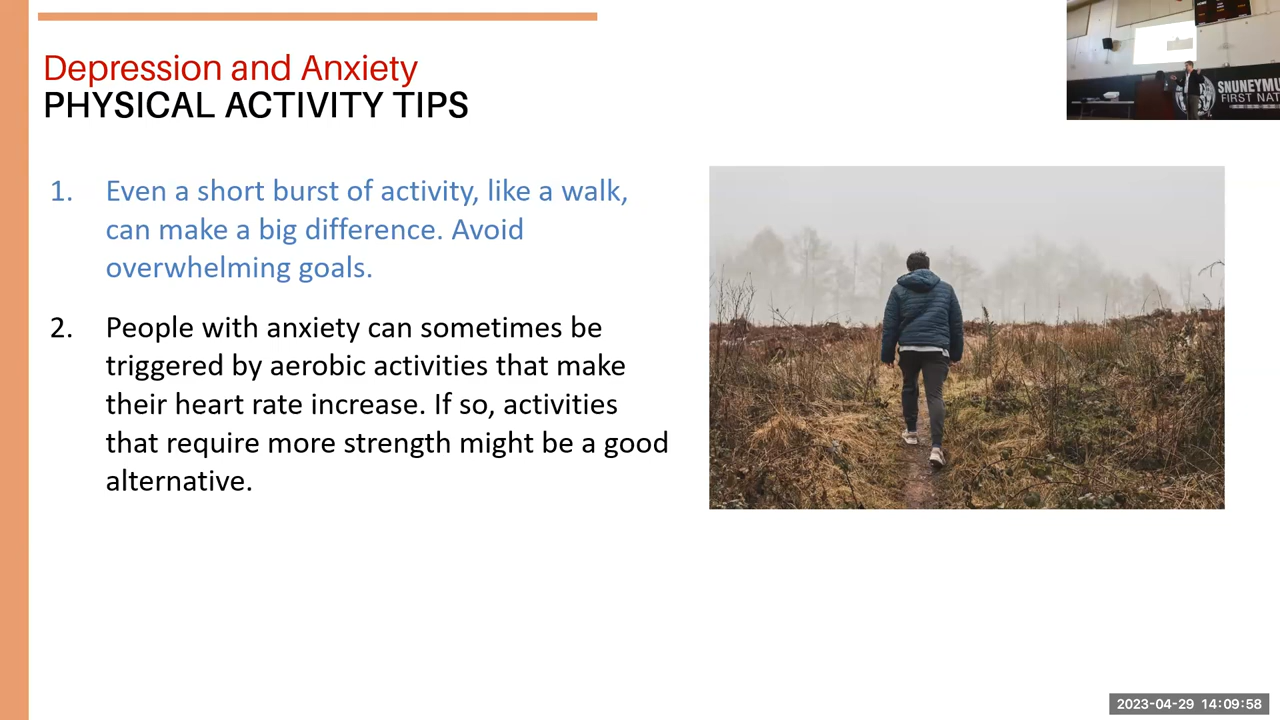 Depression and Anxiety
PHYSICAL ACTIVITY TIPS
1. Even a short burst of activity, like a walk,
can make a big difference. Avoid
overwhelming goals.
2. People with anxiety can sometimes be
triggered by aerobic activities that make
their heart rate increase. If so, activities
that require more strength might be a good
alternative.
SNUNEYMU
FIRST NAT
2023-04-29 14:09:58